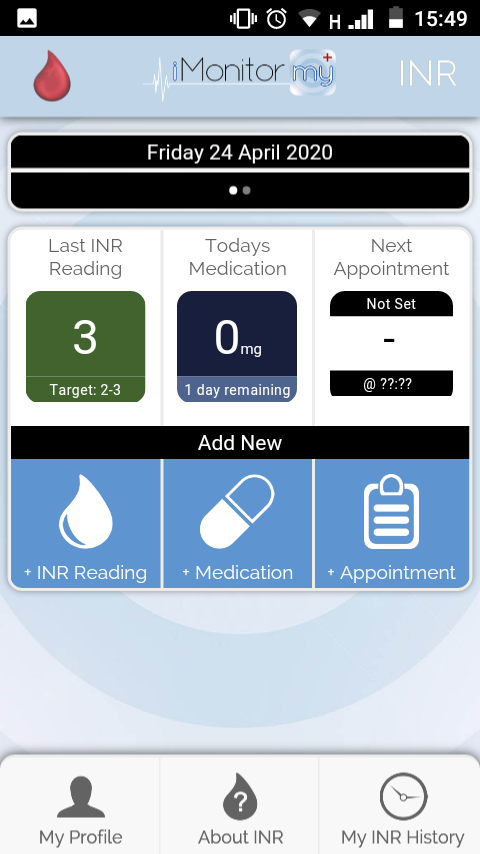 H 15:49
iMonitor my INR
Friday 24 April 2020
Last INR Reading
Todays Medication
Next Appointment
3
Target: 2-3
0mg
1 day remaining
Not Set
-
@ ??:??
Add New
+ INR Reading
+ Medication
+ Appointment
?
My Profile
About INR
My INR History